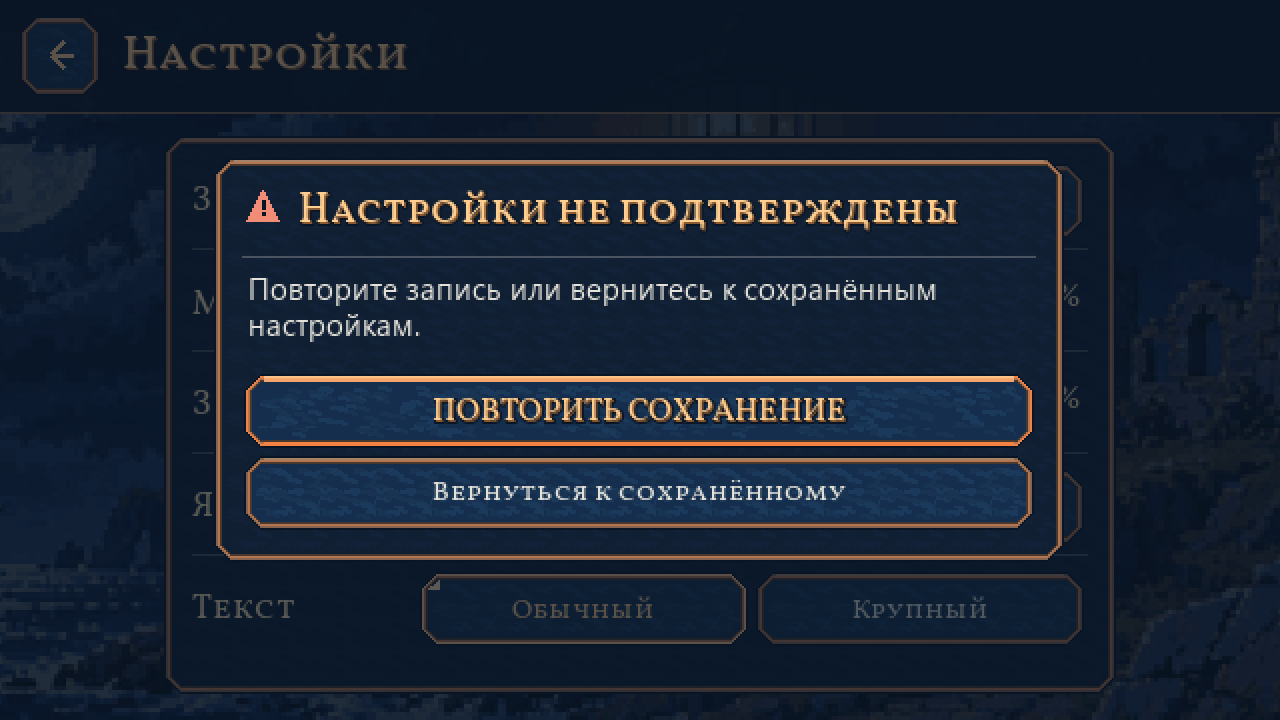 Настройки
Настройки не подтверждены
Повторите запись или вернитесь к сохранённым
настройкам.
ПОВТОРИТЬ СОХРАНЕНИЕ
Вернуться к сохранённому
Текст
Обычный
Крупный